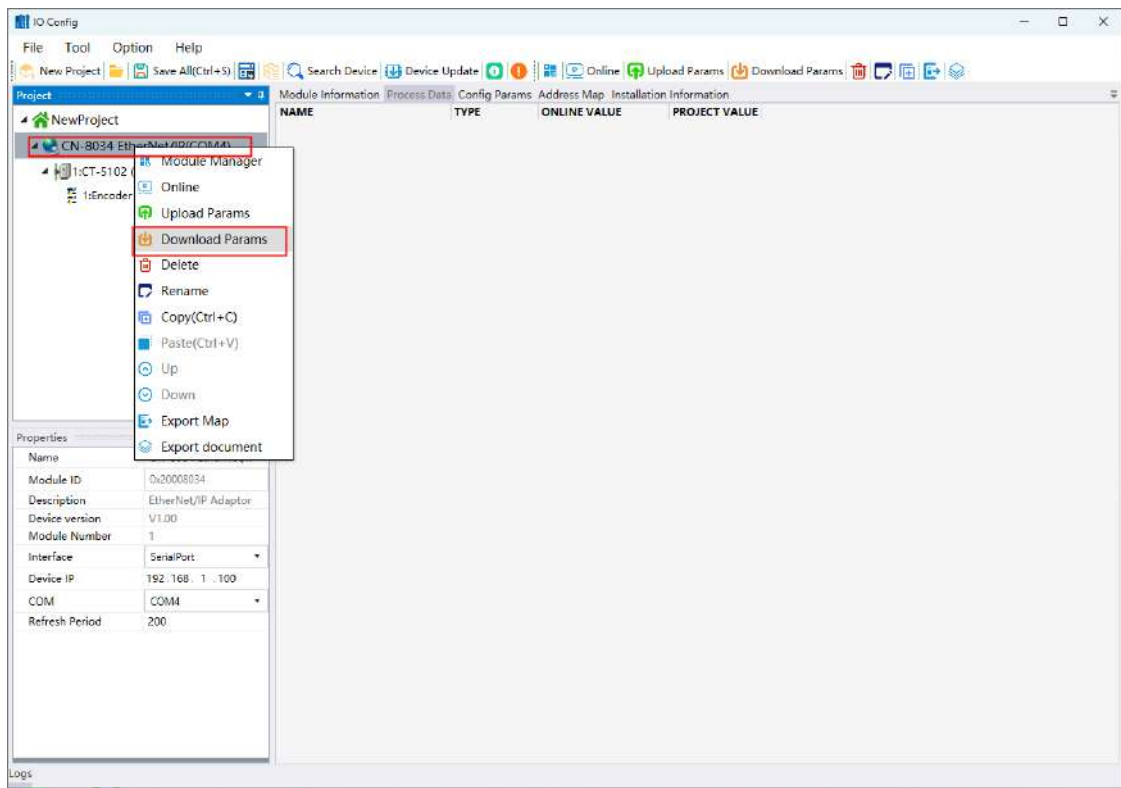 IO Config
File Tool Option Help
New Project Save All(Ctrl+S) Search Device Device Update Online Upload Params Download Params
Project
Module Information Process Data Config Params Address Map Installation Information
NAME TYPE ONLINE VALUE PROJECT VALUE
NewProject
CN-8034 EtherNet/IP(COM4)
1:CT-5102 (
1:Encoder
Module Manager
Online
Upload Params
Download Params
Delete
Rename
Copy(Ctrl+C)
Paste(Ctrl+V)
Up
Down
Export Map
Export document
Properties
Name
Module ID 0x20008034
Description EtherNet/IP Adaptor
Device version V1.00
Module Number 1
Interface SerialPort
Device IP 192.168. 1 .100
COM COM4
Refresh Period 200
Logs